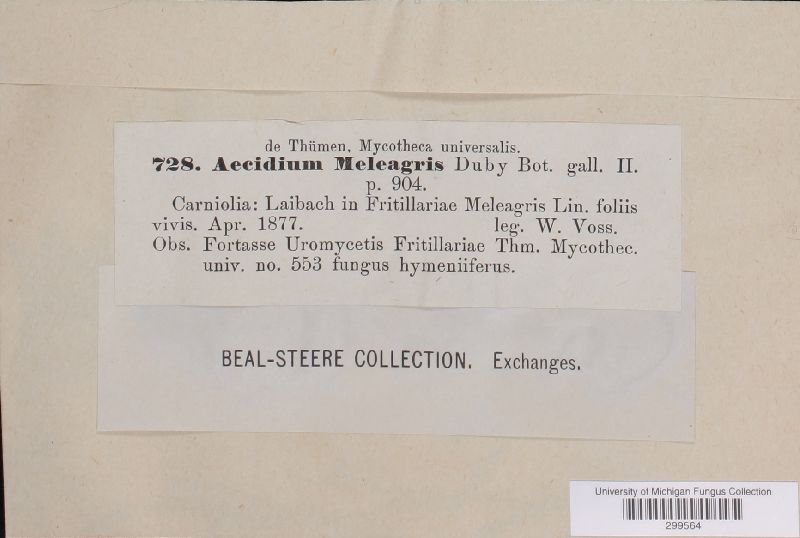 de Thümen, Mycotheca universalis.
728. Aecidium Meleagris Duby Bot. gall. II.
p. 904.
Carniolia: Laibach in Fritillariae Meleagris Lin. foliis
vivis. Apr. 1877. leg. W. Voss.
Obs. Fortasse Uromycetis Fritillariae Thm. Mycothec.
univ. no. 553 fungus hymeniiferus.
BEAL-STEERE COLLECTION. Exchanges.
University of Michigan Fungus Collection
299564